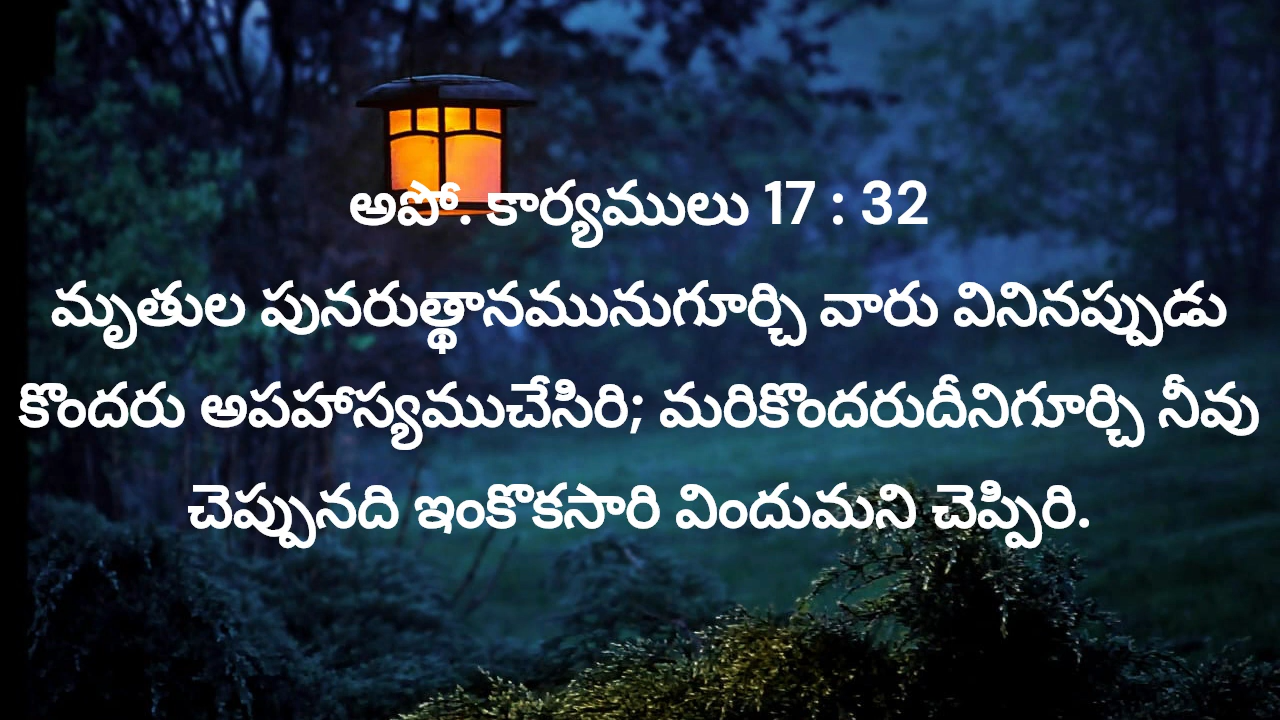 అపో. కార్యములు 17 : 32
మృతుల పునరుత్థానమునుగూర్చి వారు వినినప్పుడు
కొందరు అపహాస్యముచేసిరి; మరికొందరుదీనిగూర్చి నీవు
చెప్పునది ఇంకొకసారి విందుమని చెప్పిరి.